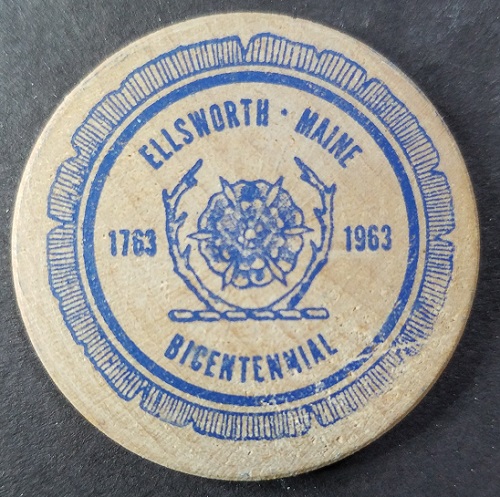 ELLSWORTH · MAINE
1763 1963
BICENTENNIAL